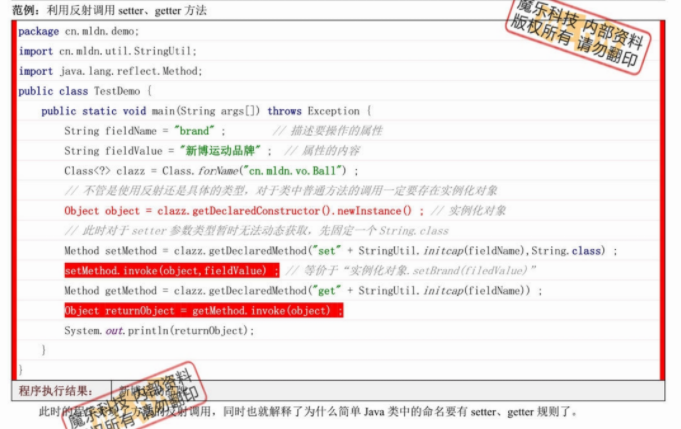 范例：利用反射调用 setter、getter 方法
魔乐科技 内部资料
版权所有 请勿翻印
package cn.mldn.demo;
import cn.mldn.util.StringUtil;
import java.lang.reflect.Method;
public class TestDemo {
public static void main(String args[]) throws Exception {
String fieldName = "brand" ; // 描述要操作的属性
String fieldValue = "新博运动品牌" ; // 属性的内容
Class<?> clazz = Class.forName("cn.mldn.vo.Ball") ;
// 不管是使用反射还是具体的类型，对于类中普通方法的调用一定要存在实例化对象
Object object = clazz.getDeclaredConstructor().newInstance() ; // 实例化对象
// 此时对于 setter 参数类型暂时无法动态获取，先固定一个 String.class
Method setMethod = clazz.getDeclaredMethod("set" + StringUtil.initcap(fieldName),String.class) ;
setMethod.invoke(object,fieldValue) ; // 等价于“实例化对象.setBrand(filedValue)”
Method getMethod = clazz.getDeclaredMethod("get" + StringUtil.initcap(fieldName)) ;
Object returnObject = getMethod.invoke(object) ;
System.out.println(returnObject);
}
}
程序执行结果： 新
魔乐科技 内部资料
版权所有 请勿翻印
此时的 方法的反射调用，同时也就解释了为什么简单 Java 类中的命名要有 setter、getter 规则了。